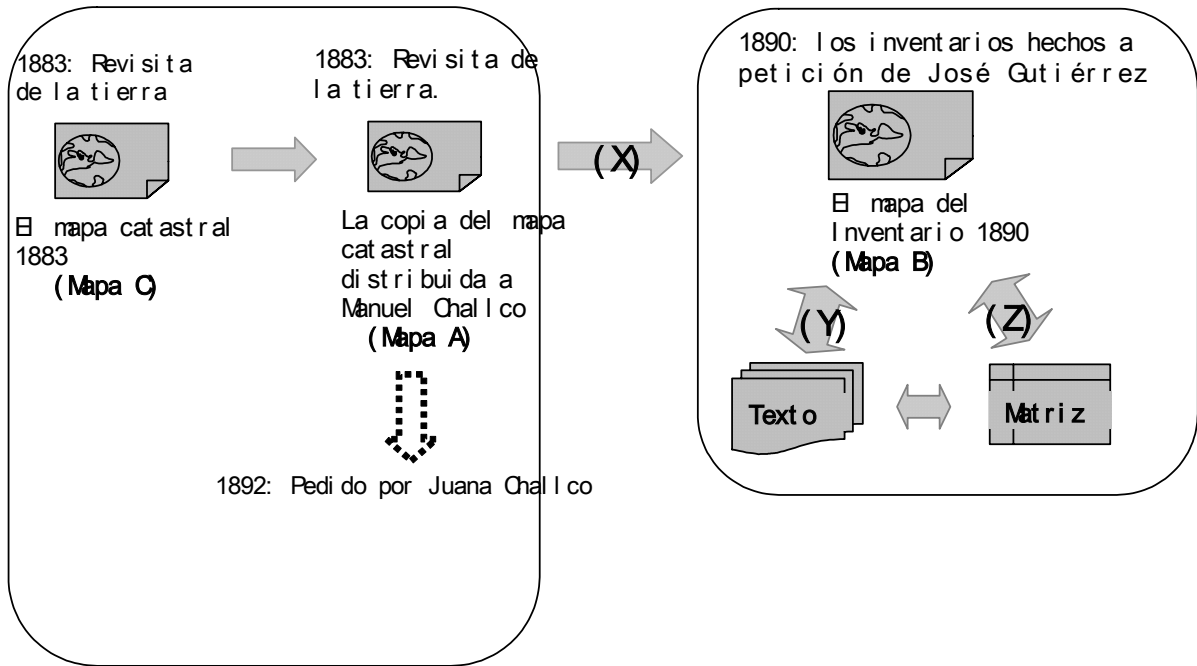 1883: Revisita
de la tierra
El mapa catastral
1883
(Mapa C)
1883: Revisita de
la tierra.
La copia del mapa
catastral
distribuida a
Manuel Challco
(Mapa A)
1892: Pedido por Juana Challco
(X)
1890: los inventarios hechos a
petición de José Gutiérrez
El mapa del
Inventario 1890
(Mapa B)
(Y)
(Z)
Texto
Matriz